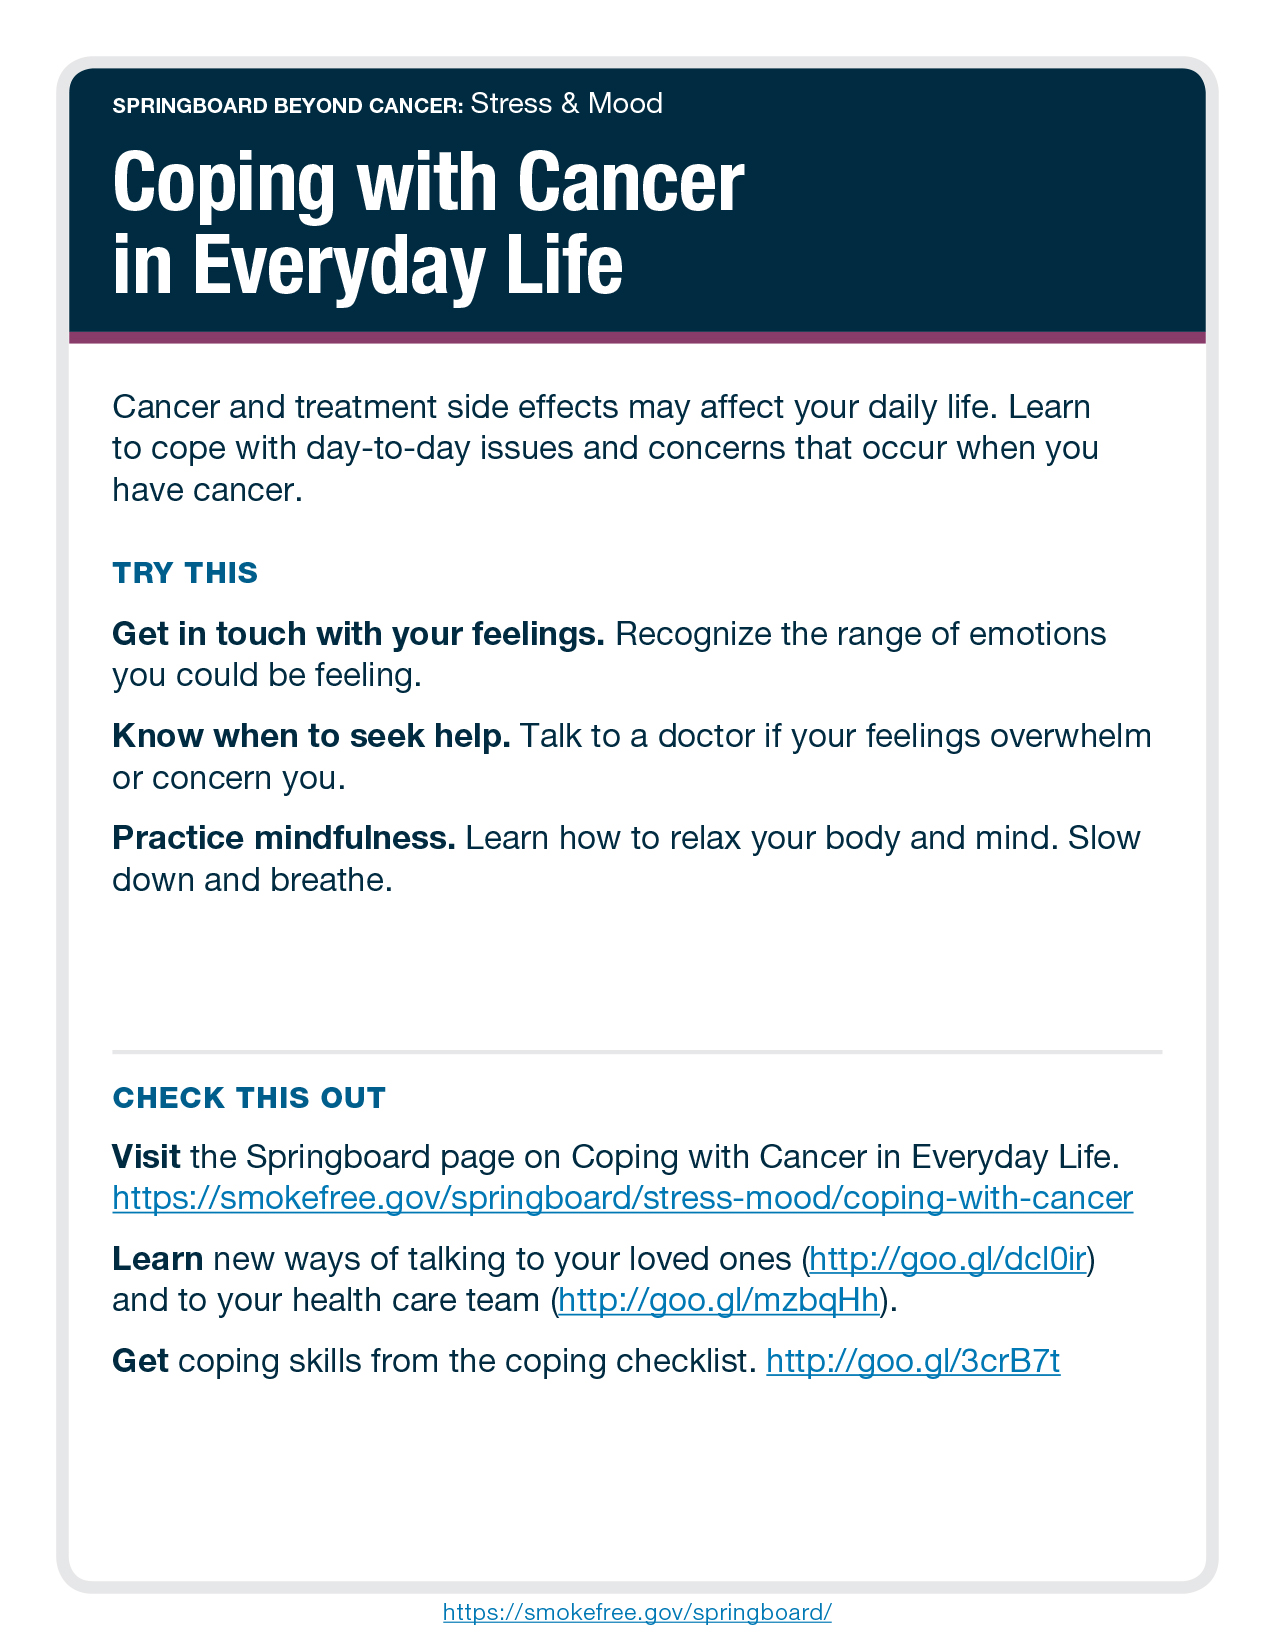 SPRINGBOARD BEYOND CANCER: Stress & Mood
Coping with Cancer
in Everyday Life
Cancer and treatment side effects may affect your daily life. Learn
to cope with day-to-day issues and concerns that occur when you
have cancer.
TRY THIS
Get in touch with your feelings. Recognize the range of emotions
you could be feeling.
Know when to seek help. Talk to a doctor if your feelings overwhelm
or concern you.
Practice mindfulness. Learn how to relax your body and mind. Slow
down and breathe.
CHECK THIS OUT
Visit the Springboard page on Coping with Cancer in Everyday Life.
https://smokefree.gov/springboard/stress-mood/coping-with-cancer
Learn new ways of talking to your loved ones (http://goo.gl/dcl0ir)
and to your health care team (http://goo.gl/mzbqHh).
Get coping skills from the coping checklist. http://goo.gl/3crB7t
https://smokefree.gov/springboard/